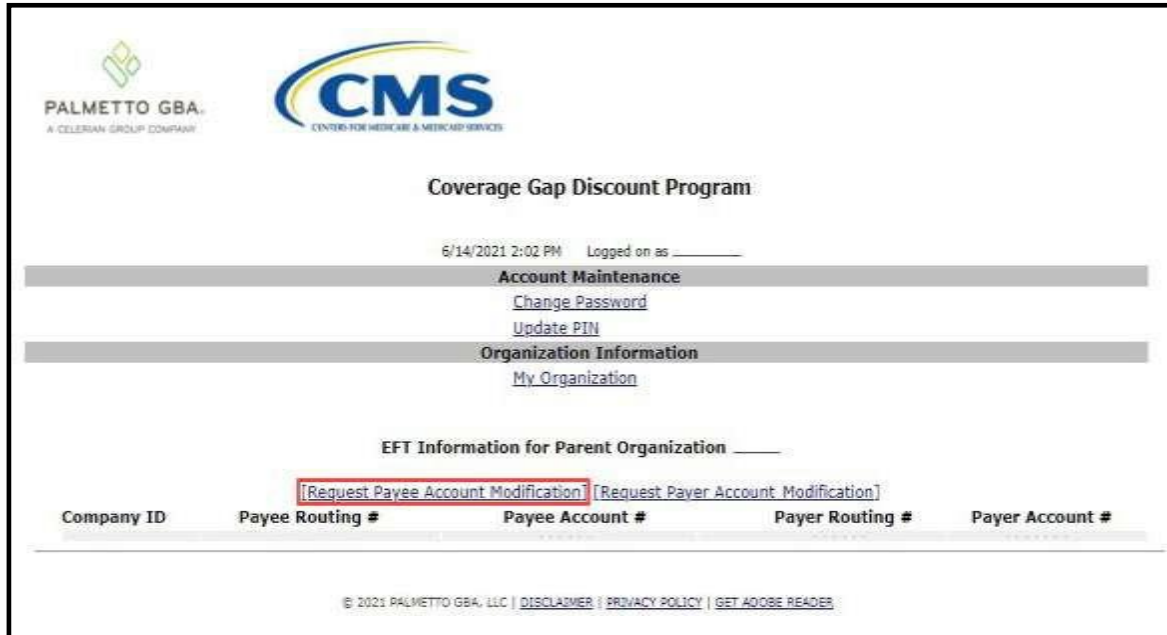 PALMETTO GBA.
A CELERIAN GROUP COMPANY
CMS
CENTERS FOR MEDICARE & MEDICAID SERVICES
Coverage Gap Discount Program
6/14/2021 2:02 PM Logged on as
Account Maintenance
Change Password
Update PIN
Organization Information
My Organization
EFT Information for Parent Organization
[Request Payee Account Modification] [Request Payer Account Modification]
Company ID Payee Routing # Payee Account # Payer Routing # Payer Account #
© 2021 PALMETTO GBA, LLC | DISCLAIMER | PRIVACY POLICY | GET ADOBE READER